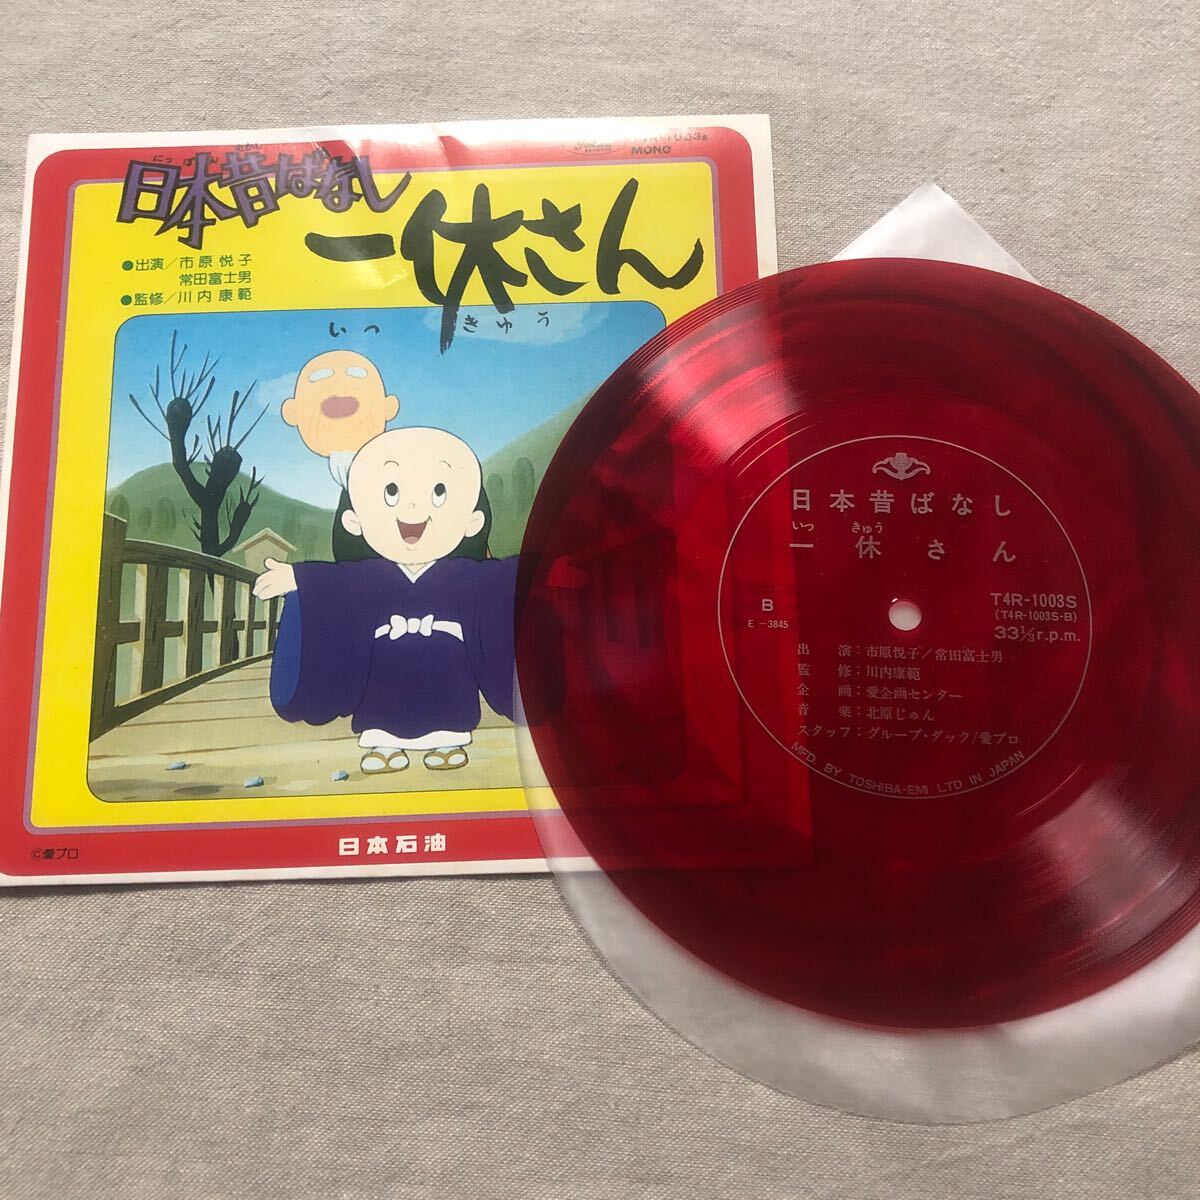 にっぽんむかし
日本昔ばなし
T4R-1003S
MONO
一休さん
いっきゅう
●出演／市原悦子
常田富士男
●監修／川内康範
©愛プロ
日本石油
日本昔ばなし
いっきゅう
一休さん
B
E-3845
T4R-1003S
(T4R-1003S-B)
33 1/3 r.p.m.
出演：市原悦子／常田富士男
監修：川内康範
企画：愛企画センター
音楽：北原じゅん
スタッフ：グループ・ダック/愛プロ
MFD. BY TOSHIBA-EMI LTD IN JAPAN